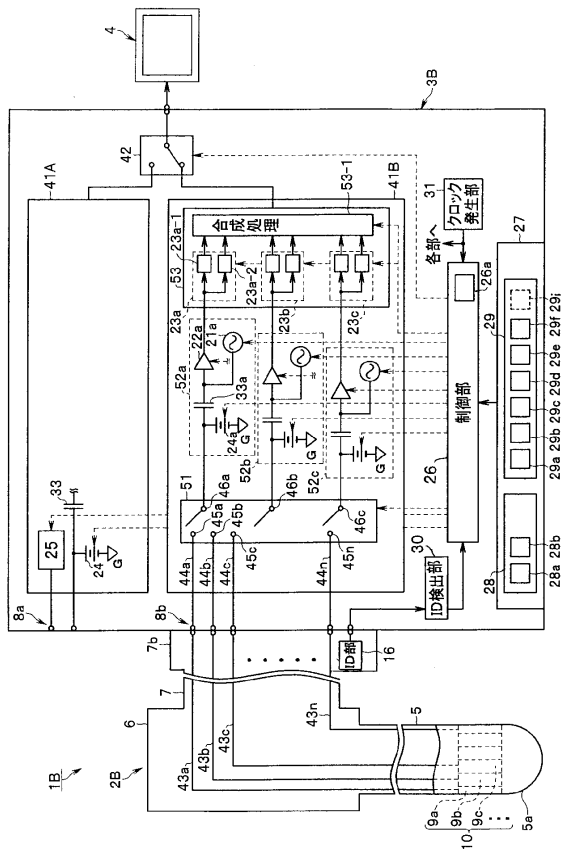 1B
2B
6
7
7b
8a
8b
25
33
24
G
41A
42
4
3B
43a
43b
43c
43n
44a
44b
44c
44n
45a
45b
45c
45n
46a
46b
46c
51
52a
52b
52c
22a
21a
33a
24a
G
G
G
23a-1
53
23a
23a-2
23b
23c
合成処理
53-1
41B
ID部
16
ID検出部
30
制御部
26
26a
各部へ
クロック
発生部
31
27
28
28a
28b
29
29a
29b
29c
29d
29e
29f
29i
5
5a
9a
9b
9c
10